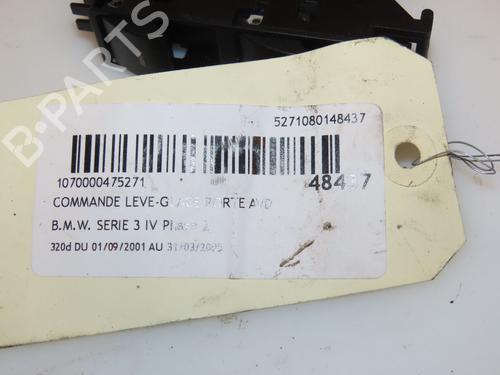 5271080148437
1070000475271
48437
COMMANDE LEVE-GLACE PORTE AVD
B.M.W. SERIE 3 IV Phase 2
320d DU 01/09/2001 AU 31/03/2005
B-PARTS